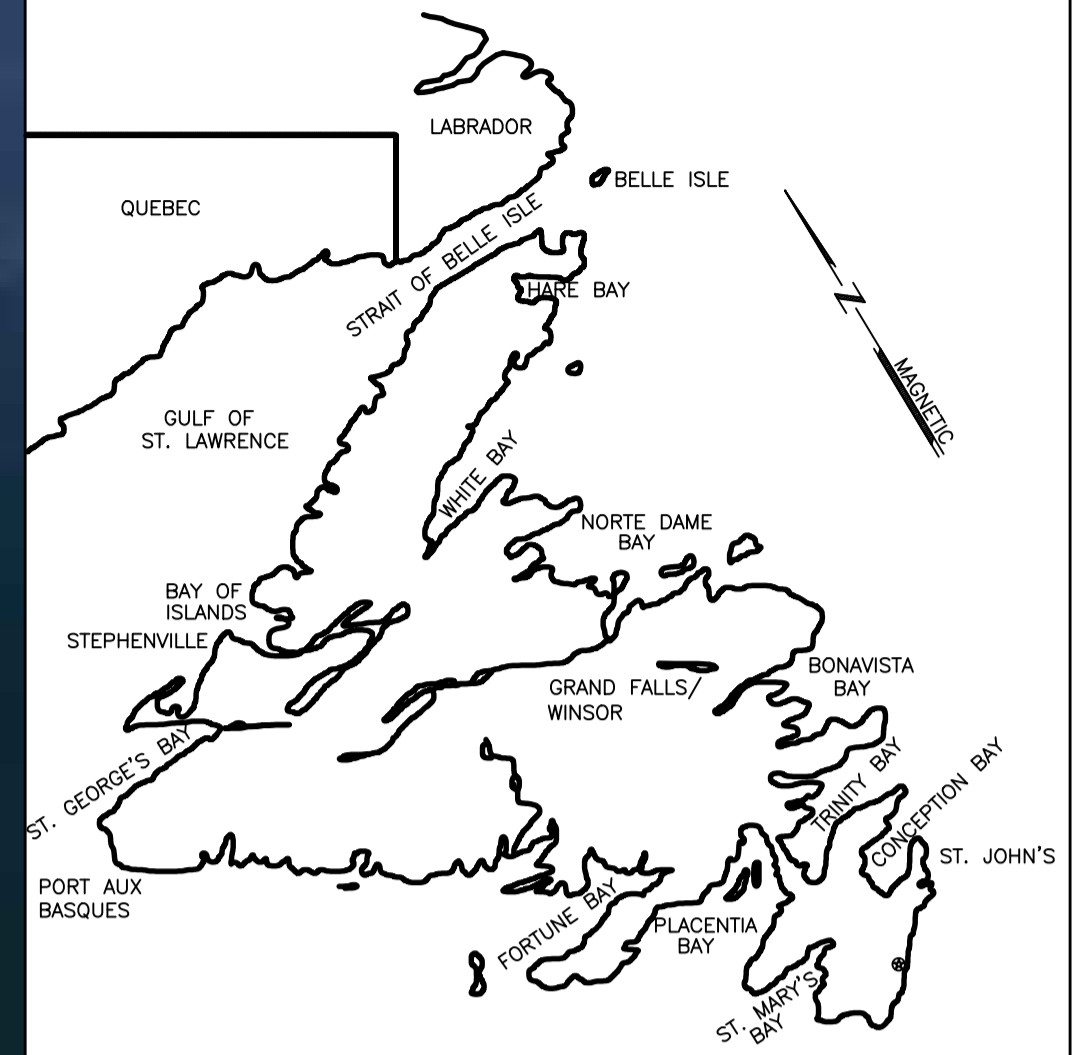 LABRADOR
BELLE ISLE
QUEBEC
STRAIT OF BELLE ISLE
HARE BAY
N
MAGNETIC
GULF OF
ST. LAWRENCE
WHITE BAY
NORTE DAME
BAY
BAY OF
ISLANDS
STEPHENVILLE
GRAND FALLS/
WINSOR
BONAVISTA
BAY
ST. GEORGE'S BAY
TRINITY BAY
CONCEPTION BAY
ST. JOHN'S
PORT AUX
BASQUES
FORTUNE BAY
PLACENTIA
BAY
ST. MARY'S
BAY